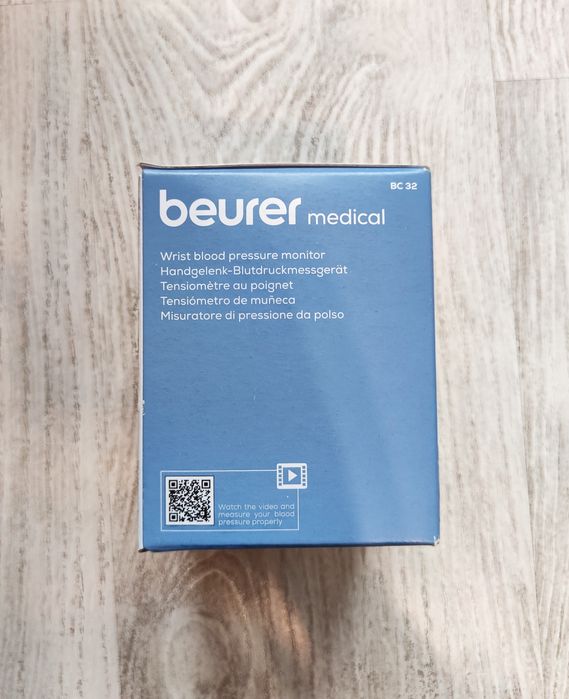 BC 32
beurer medical
Wrist blood pressure monitor
Handgelenk-Blutdruckmessgerät
Tensiomètre au poignet
Tensiómetro de muñeca
Misuratore di pressione da polso
Watch the video and
measure your blood
pressure properly